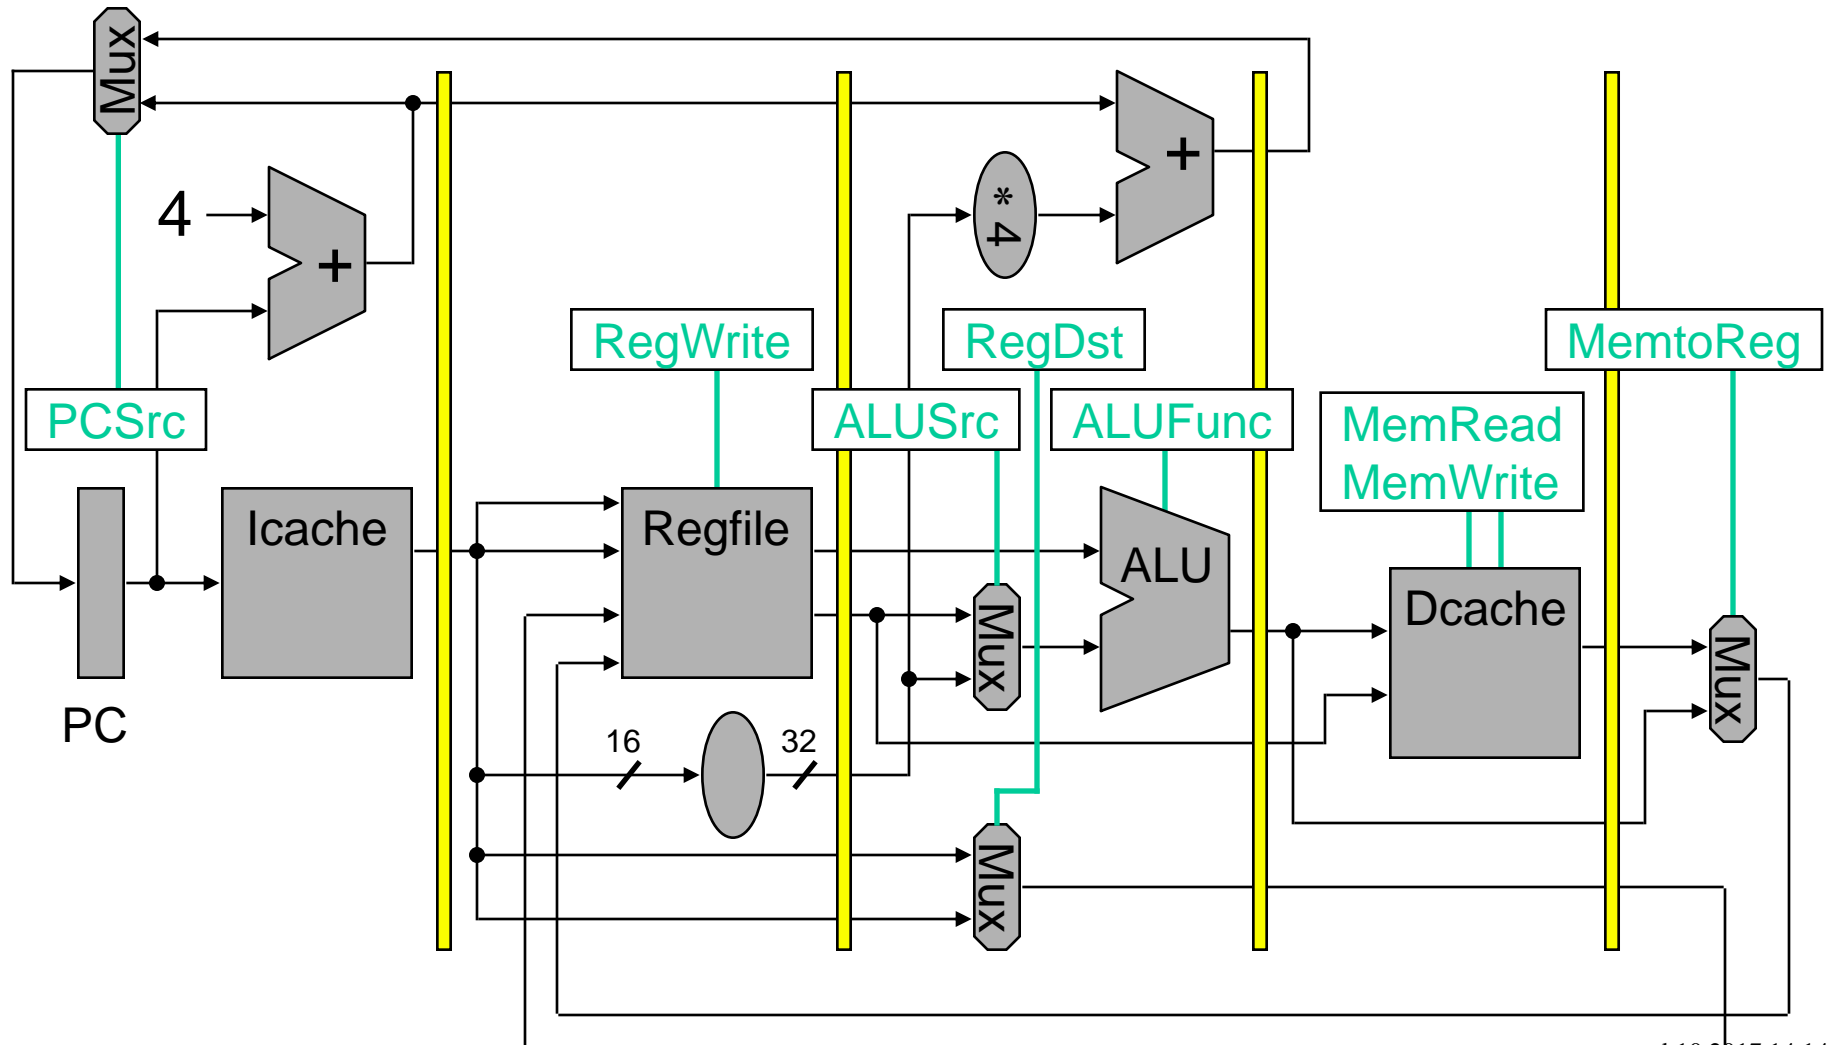 Mux
4
+
* 4
+
RegWrite
RegDst
MemtoReg
PCSrc
ALUSrc
ALUFunc
MemRead
MemWrite
Icache
Regfile
ALU
Dcache
Mux
Mux
PC
16
32
Mux